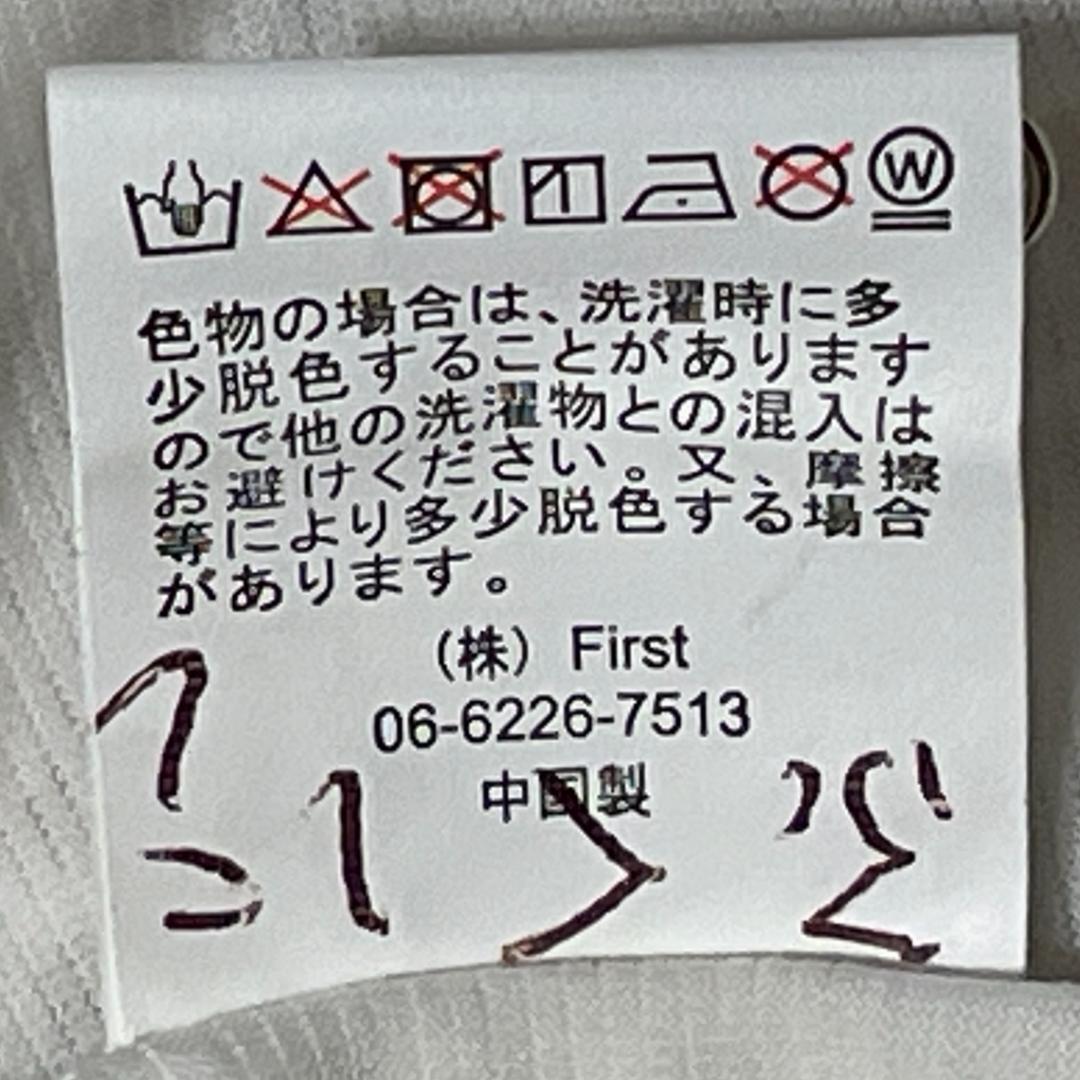 W
色物の場合は、洗濯時に多
少脱色することがあります
ので他の洗濯物との混入は
お避けください。又、摩擦
等により多少脱色する場合
があります。
(株) First
06-6226-7513
中国製